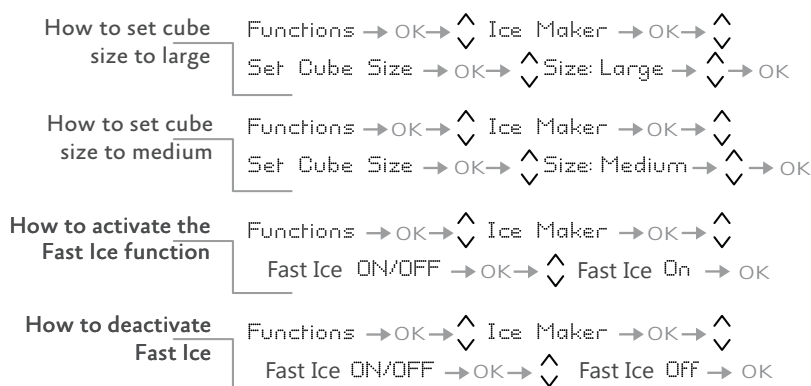 How to set cube
size to large
Functions → OK → Ice Maker → OK →
Set Cube Size → OK → Size: Large → → OK
How to set cube
size to medium
Functions → OK → Ice Maker → OK →
Set Cube Size → OK → Size: Medium → → OK
How to activate the
Fast Ice function
Functions → OK → Ice Maker → OK →
Fast Ice ON/OFF → OK → Fast Ice On → OK
How to deactivate
Fast Ice
Functions → OK → Ice Maker → OK →
Fast Ice ON/OFF → OK → Fast Ice Off → OK